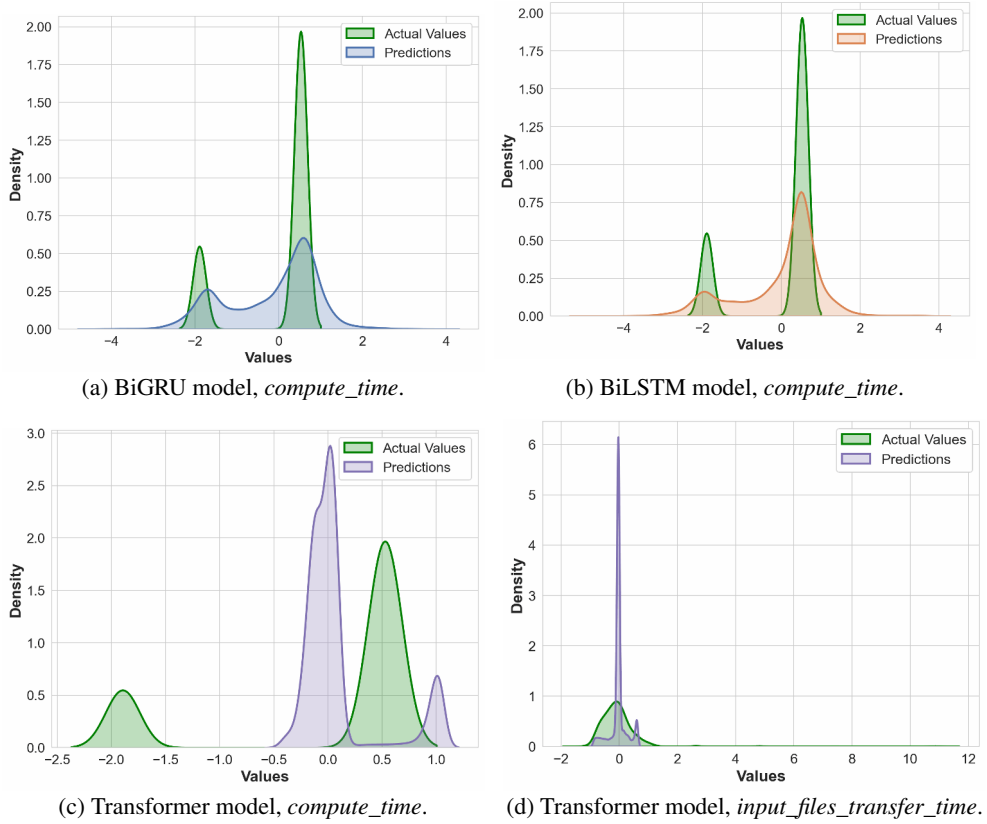 2.00
1.75
1.50
1.25
1.00
0.75
0.50
0.25
0.00
Density
Actual Values
Predictions
−4 −2 0 2 4
Values
(a) BiGRU model, compute_time.
2.00
1.75
1.50
1.25
1.00
0.75
0.50
0.25
0.00
Density
Actual Values
Predictions
−4 −2 0 2 4
Values
(b) BiLSTM model, compute_time.
3.0
2.5
2.0
1.5
1.0
0.5
0.0
Density
Actual Values
Predictions
−2.5 −2.0 −1.5 −1.0 −0.5 0.0 0.5 1.0
Values
(c) Transformer model, compute_time.
6
5
4
3
2
1
0
Density
Actual Values
Predictions
−2 0 2 4 6 8 10 12
Values
(d) Transformer model, input_files_transfer_time.